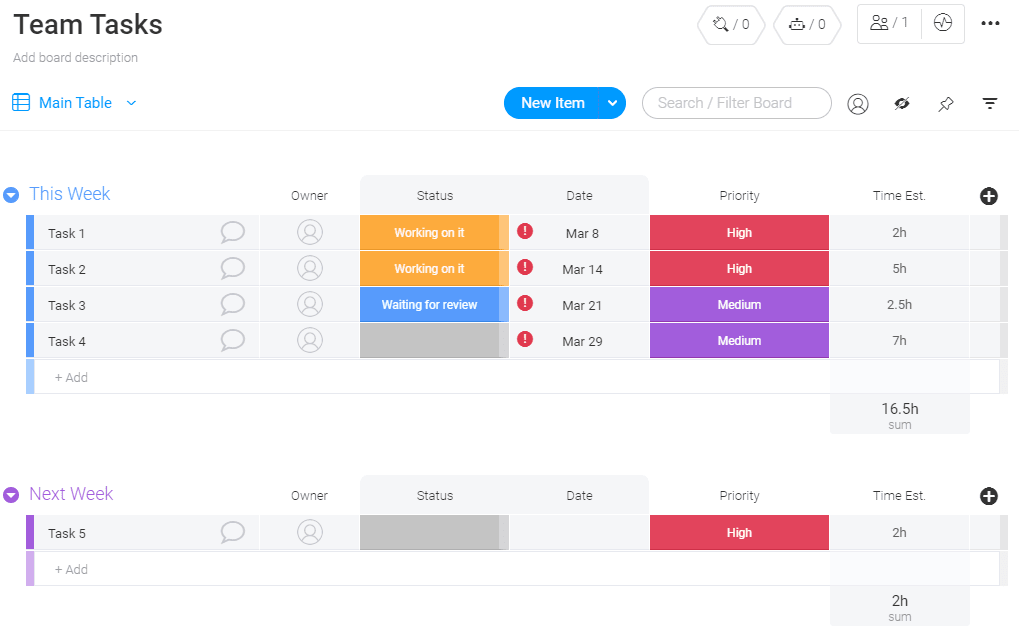 Team Tasks
/ 0 / 0 / 1
Add board description
Main Table New Item Search / Filter Board
This Week Owner Status Date Priority Time Est.
Task 1 Working on it ! Mar 8 High 2h
Task 2 Working on it ! Mar 14 High 5h
Task 3 Waiting for review ! Mar 21 Medium 2.5h
Task 4 ! Mar 29 Medium 7h
+ Add
16.5h
sum
Next Week Owner Status Date Priority Time Est.
Task 5 High 2h
+ Add
2h
sum